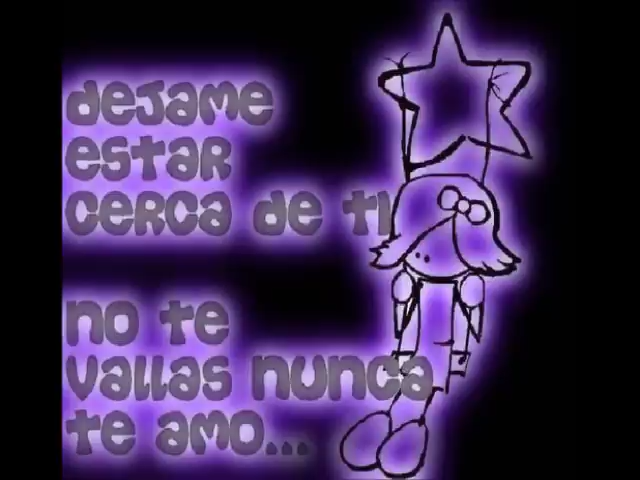 DEJAME
ESTAR
CERCA DE TI
NO TE
VALLAS NUNCA
TE AMO...